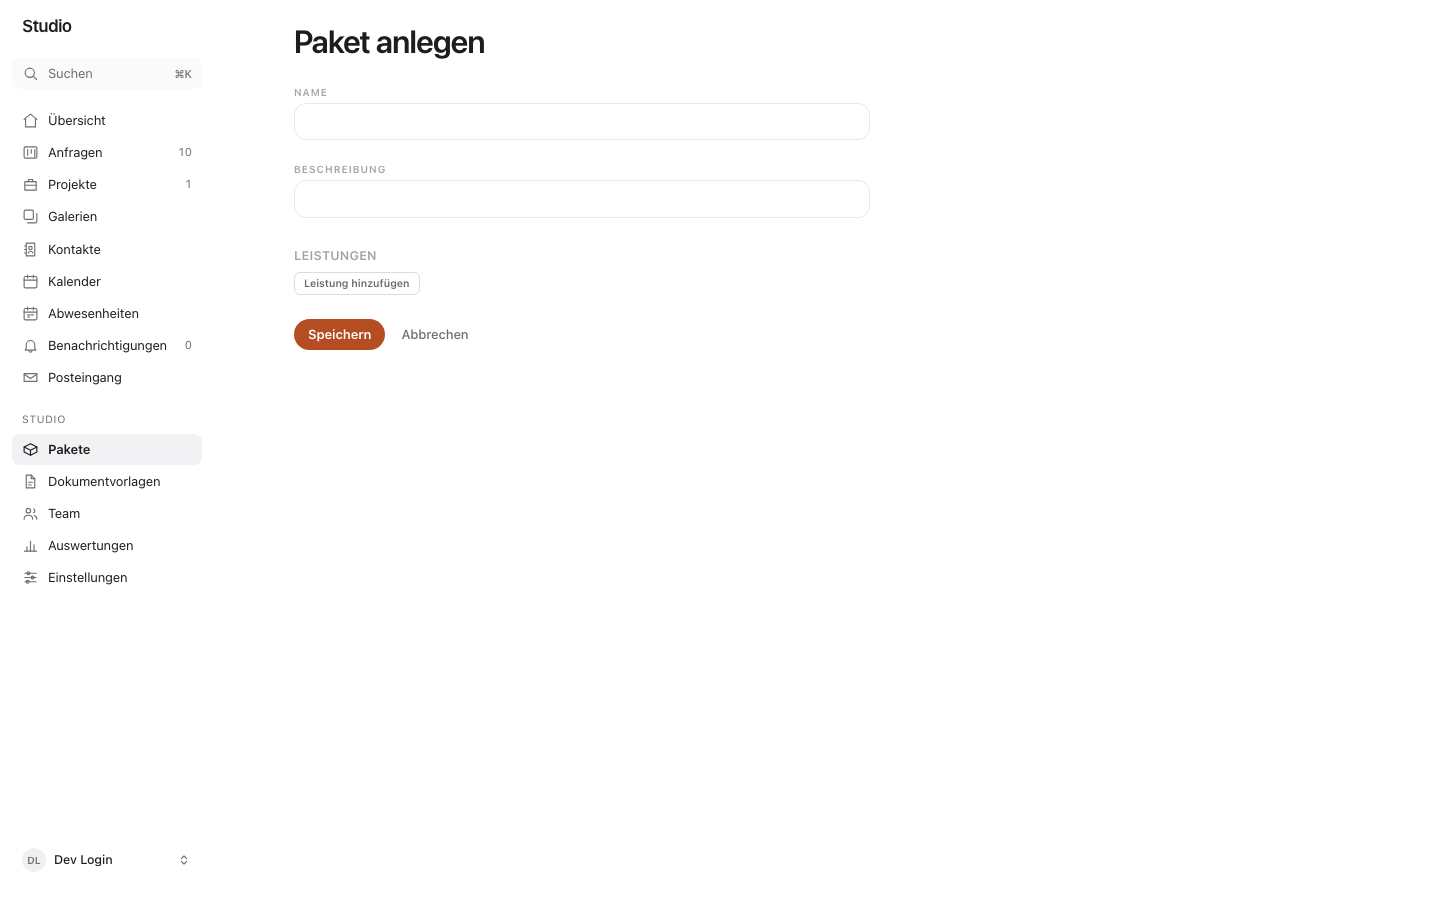 Studio
Suchen ⌘K
Übersicht
Anfragen 10
Projekte 1
Galerien
Kontakte
Kalender
Abwesenheiten
Benachrichtigungen 0
Posteingang
STUDIO
Pakete
Dokumentvorlagen
Team
Auswertungen
Einstellungen
DL Dev Login
Paket anlegen
NAME
BESCHREIBUNG
LEISTUNGEN
Leistung hinzufügen
Speichern Abbrechen